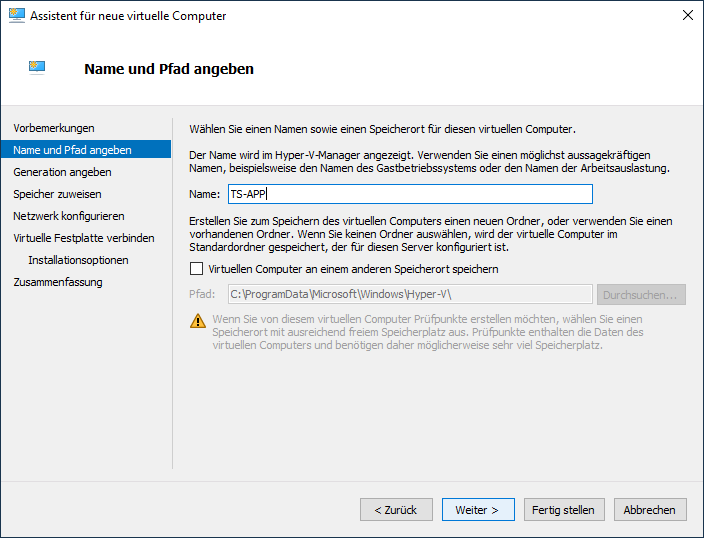 Assistent für neue virtuelle Computer
Name und Pfad angeben
Vorbemerkungen
Name und Pfad angeben
Generation angeben
Speicher zuweisen
Netzwerk konfigurieren
Virtuelle Festplatte verbinden
Installationsoptionen
Zusammenfassung
Wählen Sie einen Namen sowie einen Speicherort für diesen virtuellen Computer.
Der Name wird im Hyper-V-Manager angezeigt. Verwenden Sie einen möglichst aussagekräftigen
Namen, beispielsweise den Namen des Gastbetriebssystems oder den Namen der Arbeitsauslastung.
Name: TS-APP
Erstellen Sie zum Speichern des virtuellen Computers einen neuen Ordner, oder verwenden Sie einen
vorhandenen Ordner. Wenn Sie keinen Ordner auswählen, wird der virtuelle Computer im
Standardordner gespeichert, der für diesen Server konfiguriert ist.
Virtuellen Computer an einem anderen Speicherort speichern
Pfad: C:\ProgramData\Microsoft\Windows\Hyper-V\ Durchsuchen...
Wenn Sie von diesem virtuellen Computer Prüfpunkte erstellen möchten, wählen Sie einen
Speicherort mit ausreichend freiem Speicherplatz aus. Prüfpunkte enthalten die Daten des
virtuellen Computers und benötigen daher möglicherweise sehr viel Speicherplatz.
< Zurück Weiter > Fertig stellen Abbrechen